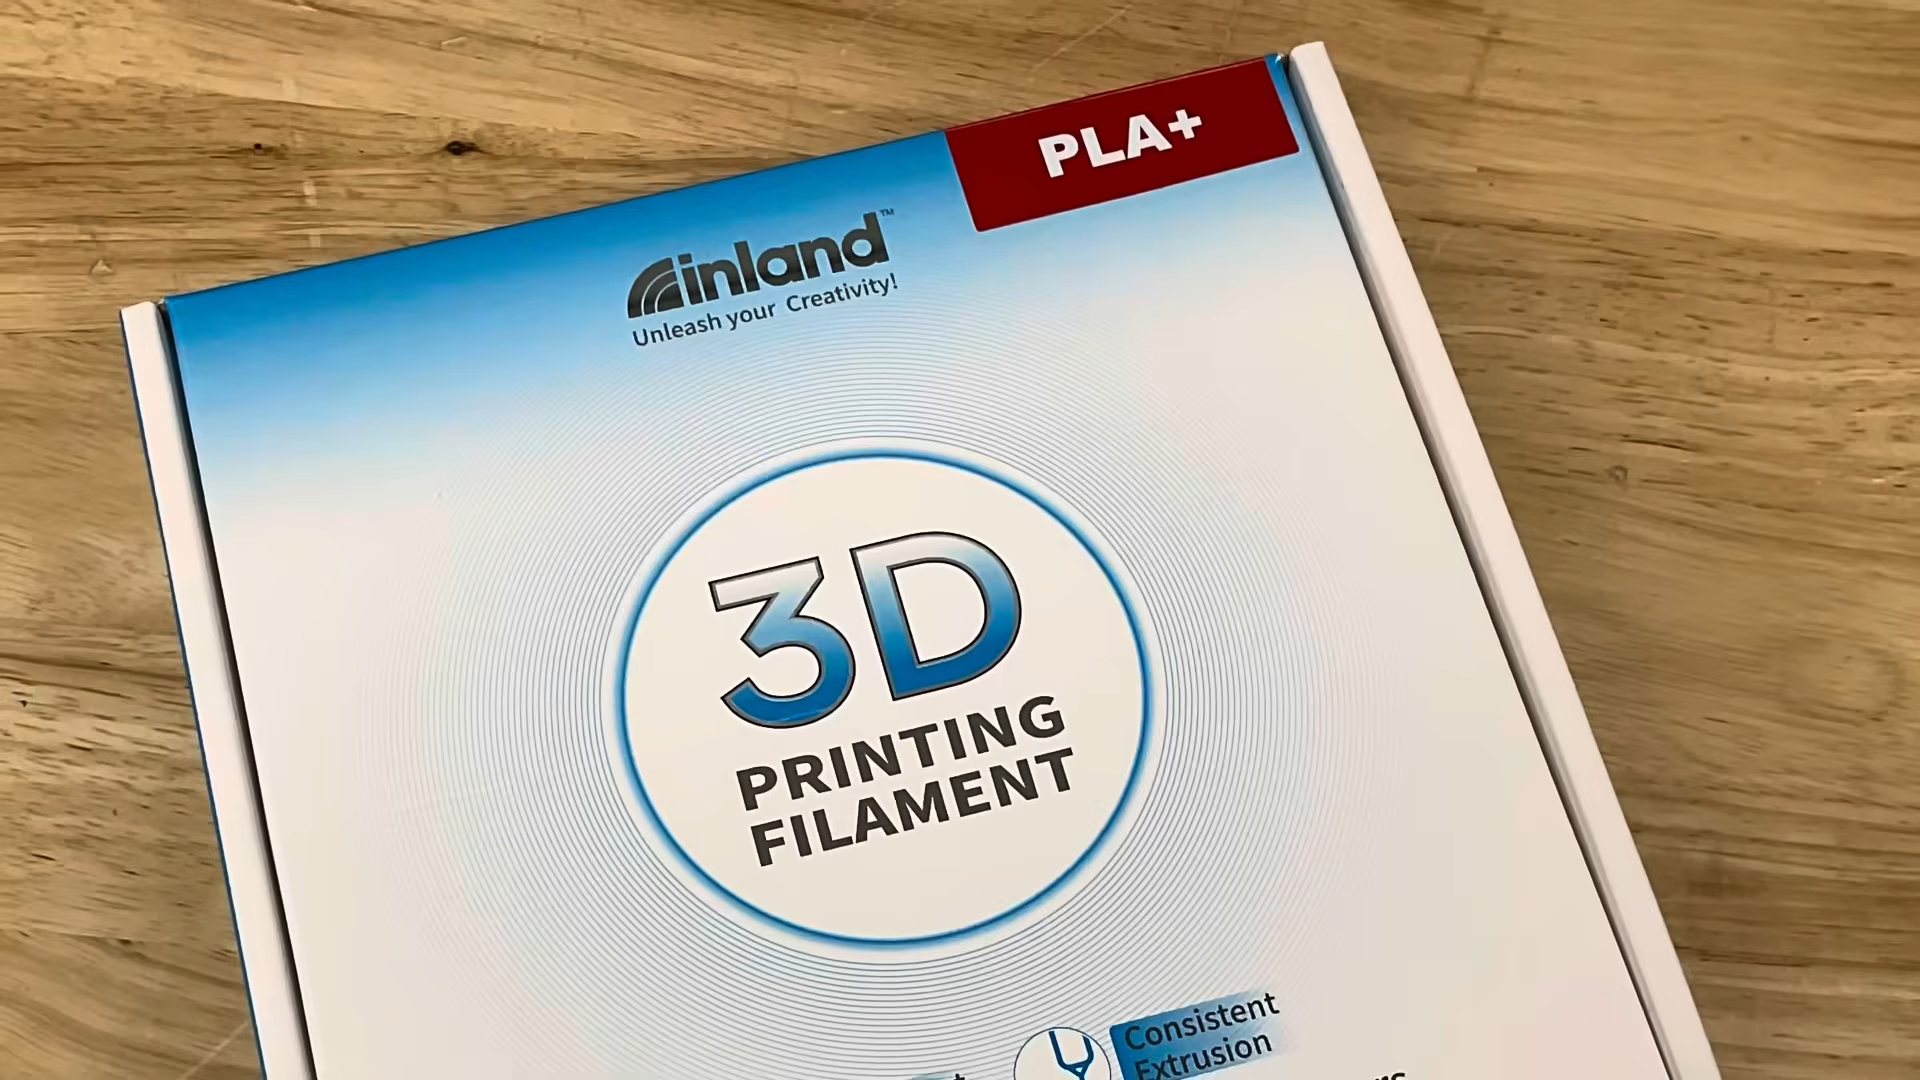 PLA+
inland™
Unleash your Creativity!
3D
PRINTING
FILAMENT
Consistent
Extrusion